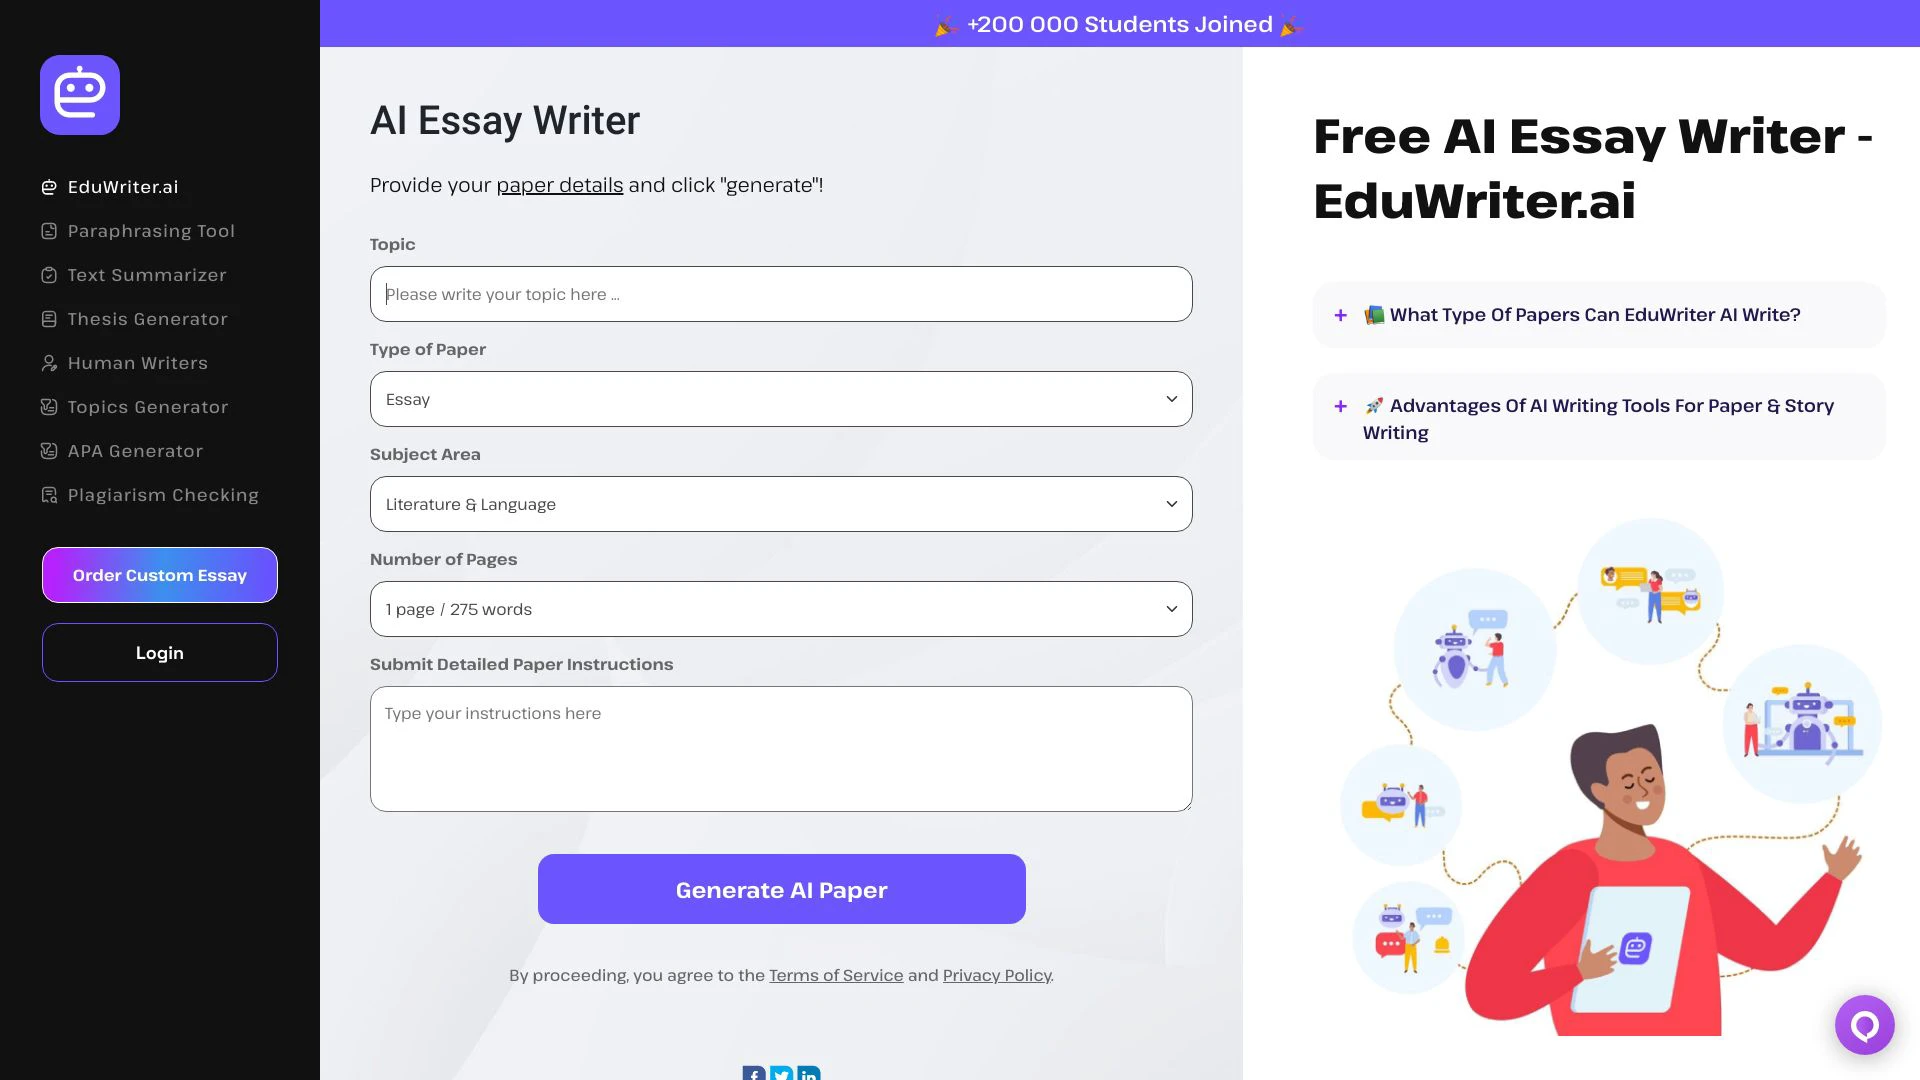 🎉 +200 000 Students Joined 🎉
EduWriter.ai
Paraphrasing Tool
Text Summarizer
Thesis Generator
Human Writers
Topics Generator
APA Generator
Plagiarism Checking
Order Custom Essay
Login
AI Essay Writer
Provide your paper details and click "generate"!
Topic
Please write your topic here ...
Type of Paper
Essay
Subject Area
Literature & Language
Number of Pages
1 page / 275 words
Submit Detailed Paper Instructions
Type your instructions here
Generate AI Paper
By proceeding, you agree to the Terms of Service and Privacy Policy.
Free AI Essay Writer -
EduWriter.ai
+ 📚 What Type Of Papers Can EduWriter AI Write?
+ 🚀 Advantages Of AI Writing Tools For Paper & Story
Writing